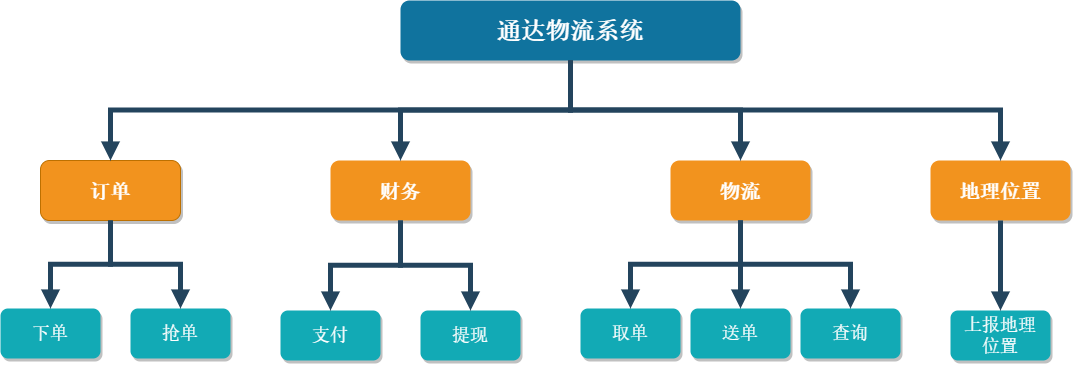 通达物流系统
订单
财务
物流
地理位置
下单
抢单
支付
提现
取单
送单
查询
上报地理
位置